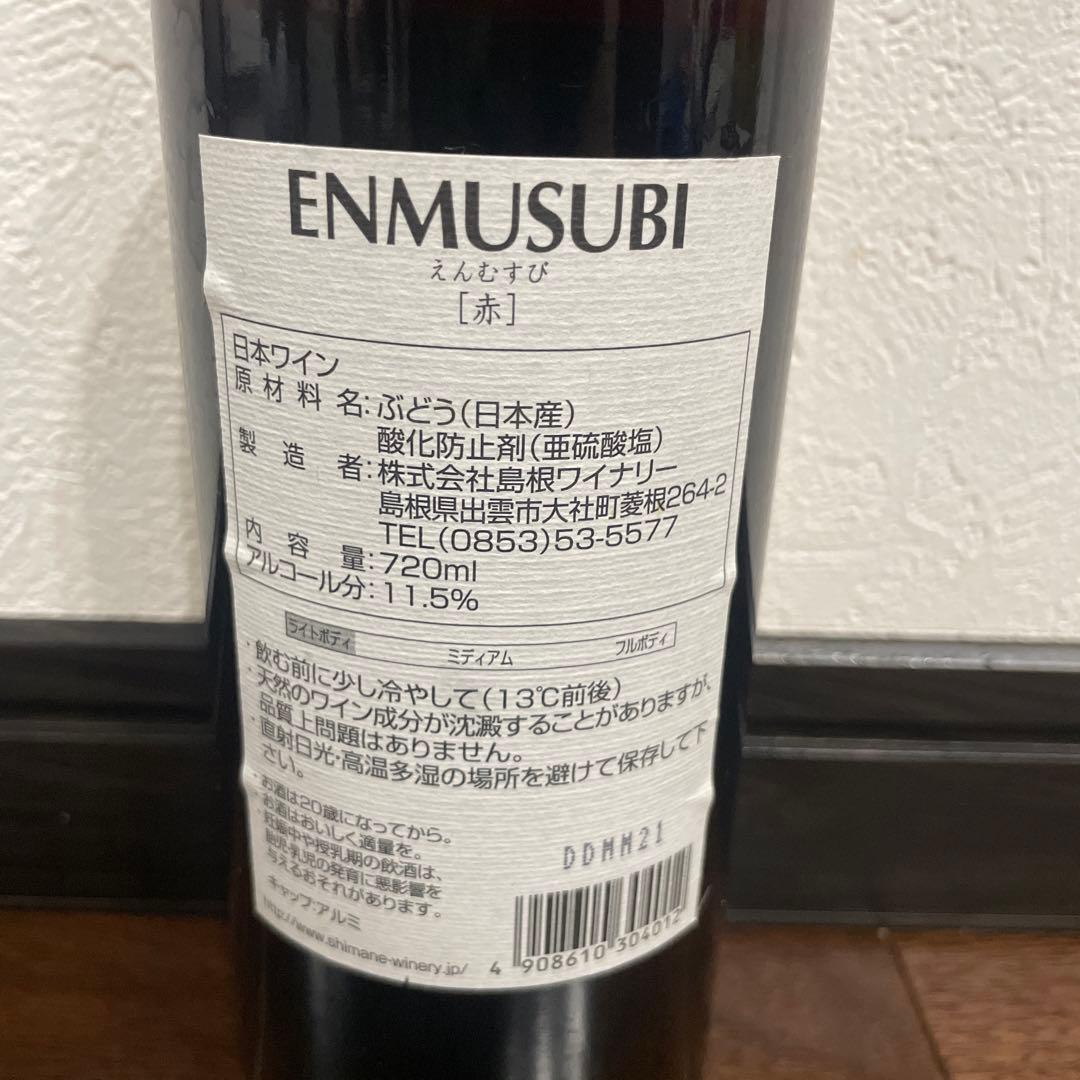 ENMUSUBI
えんむすび
[赤]
日本ワイン
原材料名:ぶどう(日本産)
酸化防止剤(亜硫酸塩)
製造者:株式会社島根ワイナリー
島根県出雲市大社町菱根264-2
TEL(0853)53-5577
内容量:720ml
アルコール分:11.5%
ライトボディ ミディアム フルボディ
・飲む前に少し冷やして(13℃前後)
・天然のワイン成分が沈澱することがありますが、
品質上問題はありません。
・直射日光・高温多湿の場所を避けて保存して下
さい。
・お酒は20歳になってから。
・お酒はおいしく適量を。
・妊娠中や授乳期の飲酒は、
胎児・乳児の発育に悪影響を
与えるおそれがあります。
キャップ:アルミ
http://www.shimane-winery.jp/
DDMM21
4 908610 304012